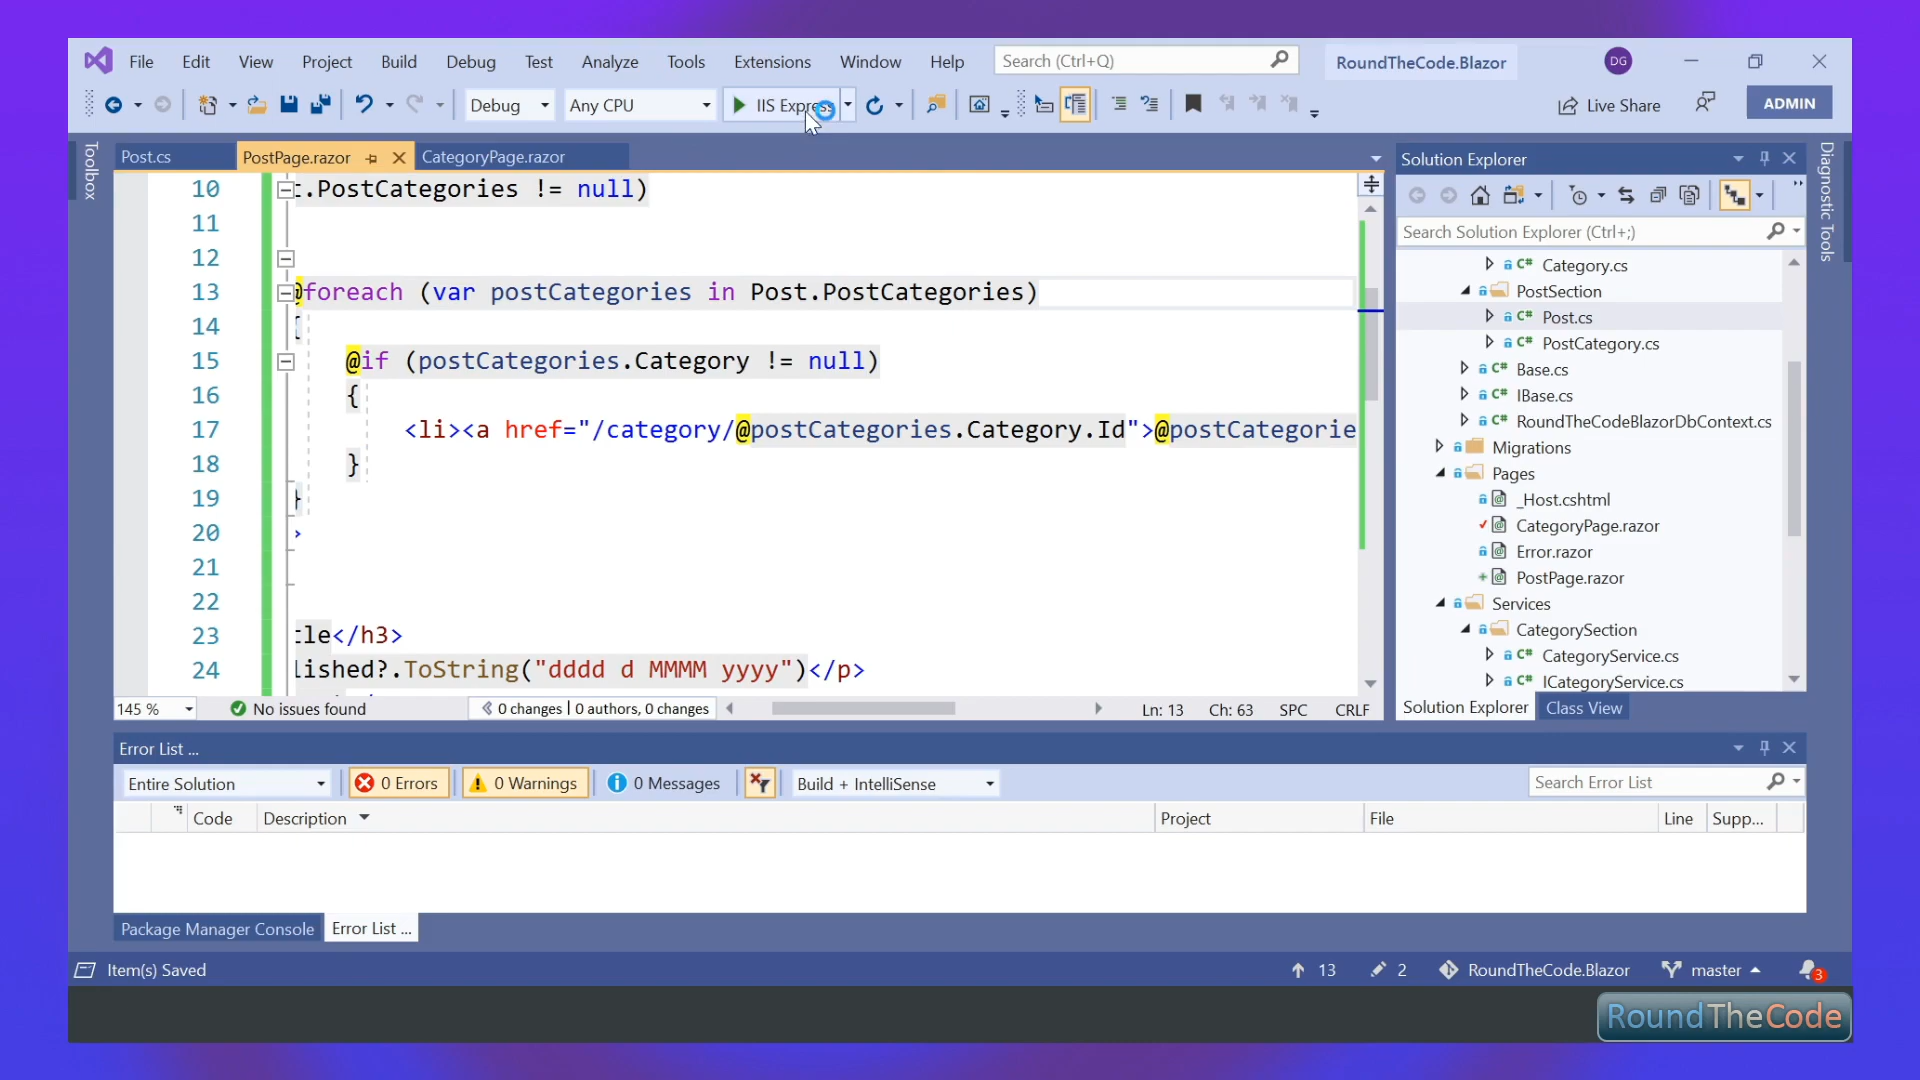 File Edit View Project Build Debug Test Analyze Tools Extensions Window Help Search (Ctrl+Q) RoundTheCode.Blazor DG
Debug Any CPU IIS Express Live Share ADMIN
Toolbox
Post.cs PostPage.razor CategoryPage.razor
10 t.PostCategories != null)
11
12
13 @foreach (var postCategories in Post.PostCategories)
14 {
15 @if (postCategories.Category != null)
16 {
17 <li><a href="/category/@postCategories.Category.Id">@postCategorie
18 }
19 }
20 >
21
22
23 tle</h3>
24 lished?.ToString("dddd d MMMM yyyy")</p>
145 % No issues found 0 changes | 0 authors, 0 changes Ln: 13 Ch: 63 SPC CRLF
Solution Explorer
Search Solution Explorer (Ctrl+;)
C# Category.cs
PostSection
C# Post.cs
C# PostCategory.cs
C# Base.cs
C# IBase.cs
C# RoundTheCodeBlazorDbContext.cs
Migrations
Pages
_Host.cshtml
CategoryPage.razor
Error.razor
PostPage.razor
Services
CategorySection
C# CategoryService.cs
C# ICategoryService.cs
Solution Explorer Class View
Diagnostic Tools
Error List ...
Entire Solution 0 Errors 0 Warnings 0 Messages Build + IntelliSense Search Error List
Code Description Project File Line Supp...
Package Manager Console Error List ...
Item(s) Saved 13 2 RoundTheCode.Blazor master 3
RoundTheCode